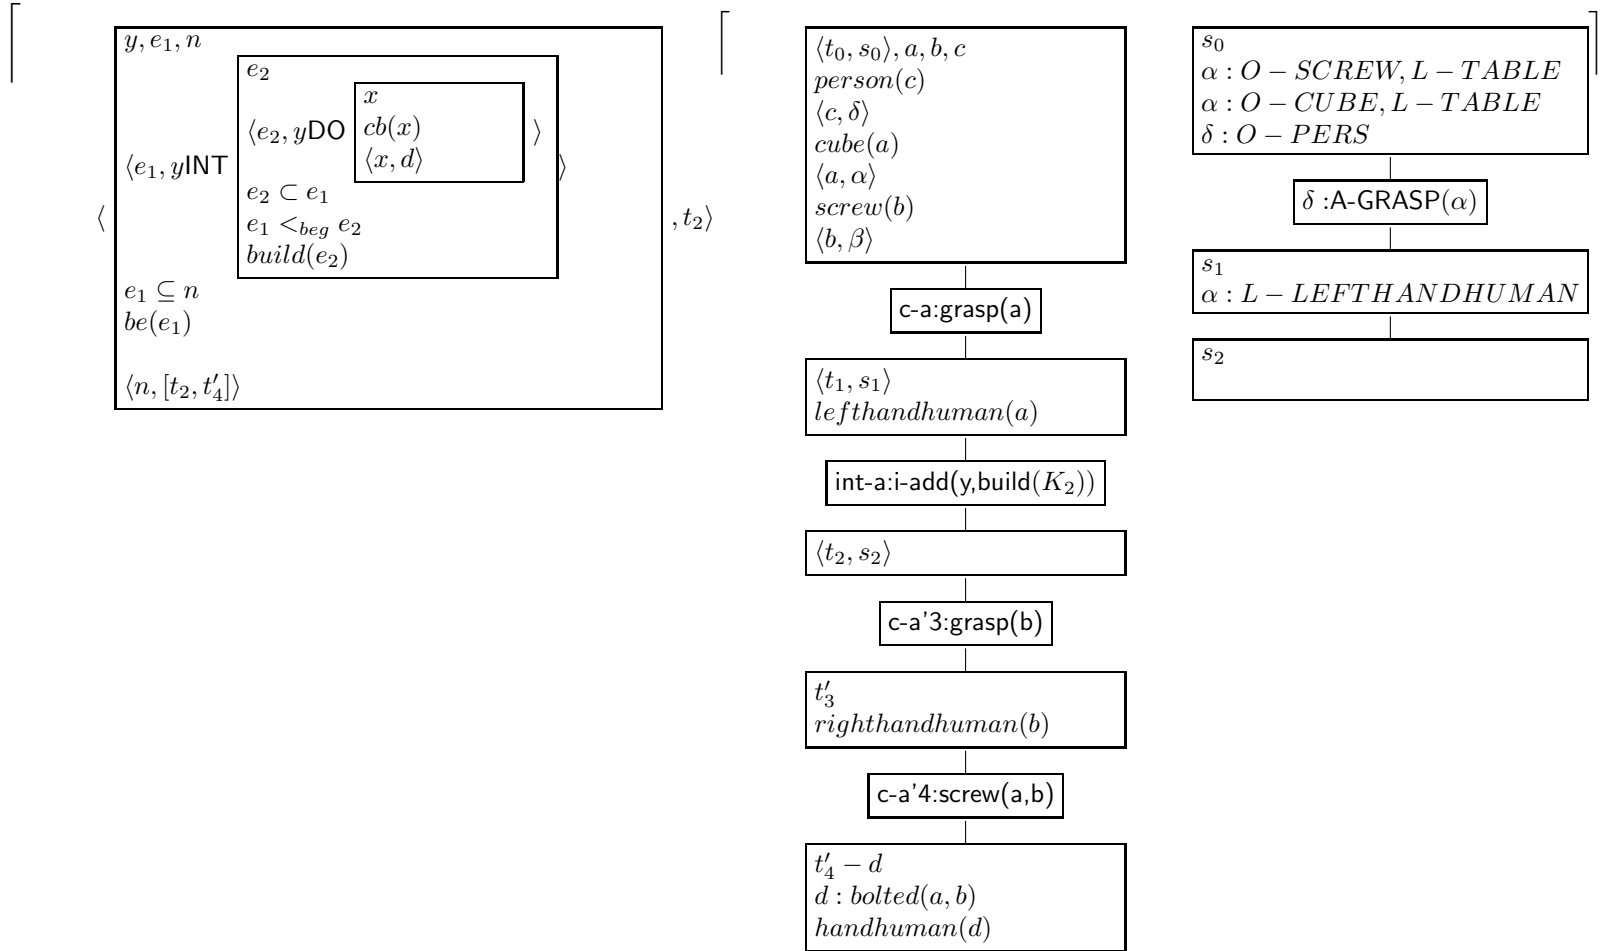 y, e₁, n
e₂
x
⟨e₂, yDO cb(x) ⟩
⟨x, d⟩
⟨e₁, yINT ⟩
e₂ ⊂ e₁
⟨ , t₂⟩
e₁ <_beg e₂
build(e₂)
e₁ ⊆ n
be(e₁)
⟨n, [t₂, t′₄]⟩
⟨t₀, s₀⟩, a, b, c
person(c)
⟨c, δ⟩
cube(a)
⟨a, α⟩
screw(b)
⟨b, β⟩
c-a:grasp(a)
⟨t₁, s₁⟩
lefthandhuman(a)
int-a:i-add(y,build(K₂))
⟨t₂, s₂⟩
c-a'3:grasp(b)
t′₃
righthandhuman(b)
c-a'4:screw(a,b)
t′₄ − d
d : bolted(a, b)
handhuman(d)
s₀
α : O − SCREW, L − TABLE
α : O − CUBE, L − TABLE
δ : O − PERS
δ :A-GRASP(α)
s₁
α : L − LEFTHANDHUMAN
s₂